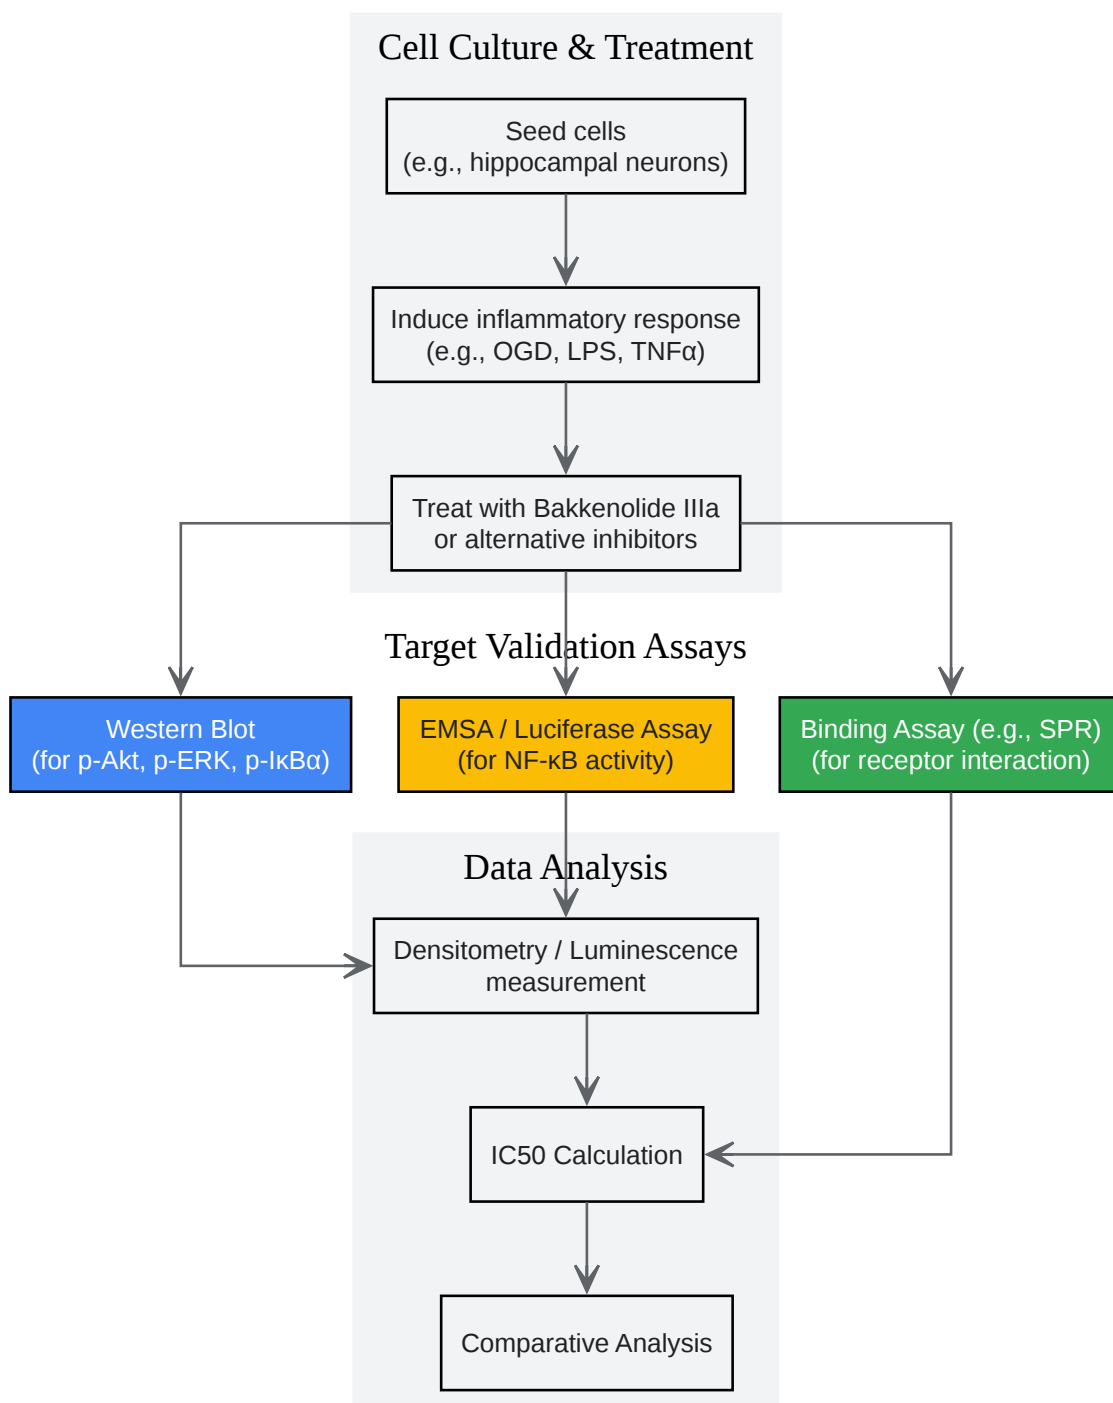 Cell Culture & Treatment
Seed cells
(e.g., hippocampal neurons)
Induce inflammatory response
(e.g., OGD, LPS, TNFα)
Treat with Bakkenolide IIIa
or alternative inhibitors
Target Validation Assays
Western Blot
(for p-Akt, p-ERK, p-IκBα)
EMSA / Luciferase Assay
(for NF-κB activity)
Binding Assay (e.g., SPR)
(for receptor interaction)
Data Analysis
Densitometry / Luminescence
measurement
IC50 Calculation
Comparative Analysis